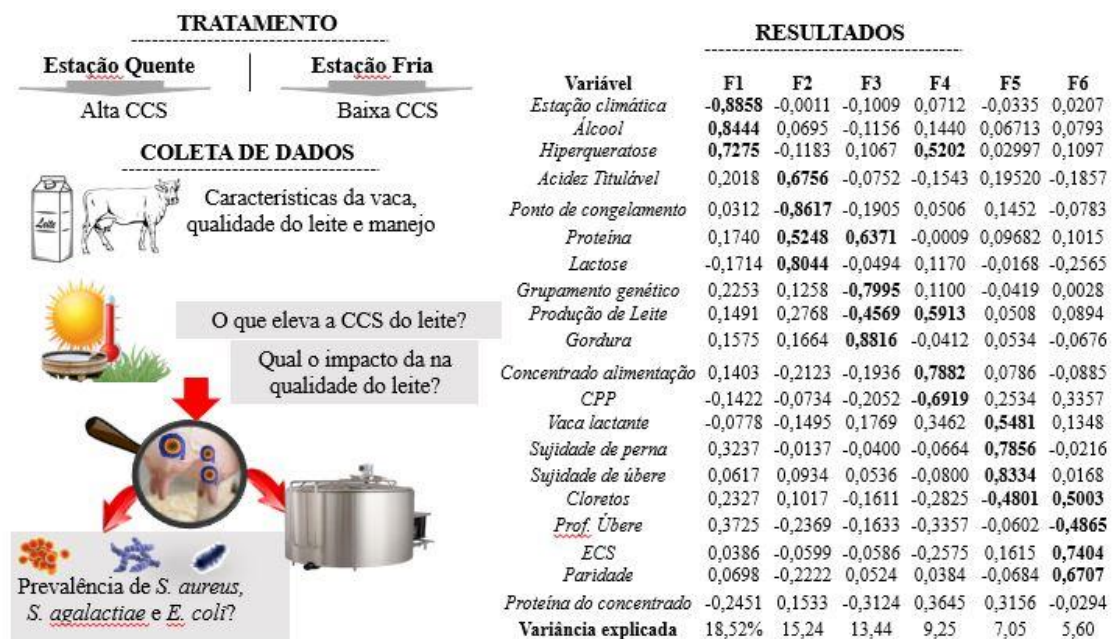 TRATAMENTO
Estação Quente
Estação Fria
Alta CCS
Baixa CCS
COLETA DE DADOS
Leite
Características da vaca,
qualidade do leite e manejo
O que eleva a CCS do leite?
Qual o impacto da na
qualidade do leite?
Prevalência de S. aureus,
S. agalactiae e E. coli?
RESULTADOS
Variável F1 F2 F3 F4 F5 F6
Estação climática -0,8858 -0,0011 -0,1009 0,0712 -0,0335 0,0207
Álcool 0,8444 0,0695 -0,1156 0,1440 0,06713 0,0793
Hiperqueratose 0,7275 -0,1183 0,1067 0,5202 0,02997 0,1097
Acidez Titulável 0,2018 0,6756 -0,0752 -0,1543 0,19520 -0,1857
Ponto de congelamento 0,0312 -0,8617 -0,1905 0,0506 0,1452 -0,0783
Proteína 0,1740 0,5248 0,6371 -0,0009 0,09682 0,1015
Lactose -0,1714 0,8044 -0,0494 0,1170 -0,0168 -0,2565
Grupamento genético 0,2253 0,1258 -0,7995 0,1100 -0,0419 0,0028
Produção de Leite 0,1491 0,2768 -0,4569 0,5913 0,0508 0,0894
Gordura 0,1575 0,1664 0,8816 -0,0412 0,0534 -0,0676
Concentrado alimentação 0,1403 -0,2123 -0,1936 0,7882 0,0786 -0,0885
CPP -0,1422 -0,0734 -0,2052 -0,6919 0,2534 0,3357
Vaca lactante -0,0778 -0,1495 0,1769 0,3462 0,5481 0,1348
Sujidade de perna 0,3237 -0,0137 -0,0400 -0,0664 0,7856 -0,0216
Sujidade de úbere 0,0617 0,0934 0,0536 -0,0800 0,8334 0,0168
Cloretos 0,2327 0,1017 -0,1611 -0,2825 -0,4801 0,5003
Prof. Úbere 0,3725 -0,2369 -0,1633 -0,3357 -0,0602 -0,4865
ECS 0,0386 -0,0599 -0,0586 -0,2575 0,1615 0,7404
Paridade 0,0698 -0,2222 0,0524 0,0384 -0,0684 0,6707
Proteína do concentrado -0,2451 0,1533 -0,3124 0,3645 0,3156 -0,0294
Variância explicada 18,52% 15,24 13,44 9,25 7,05 5,60